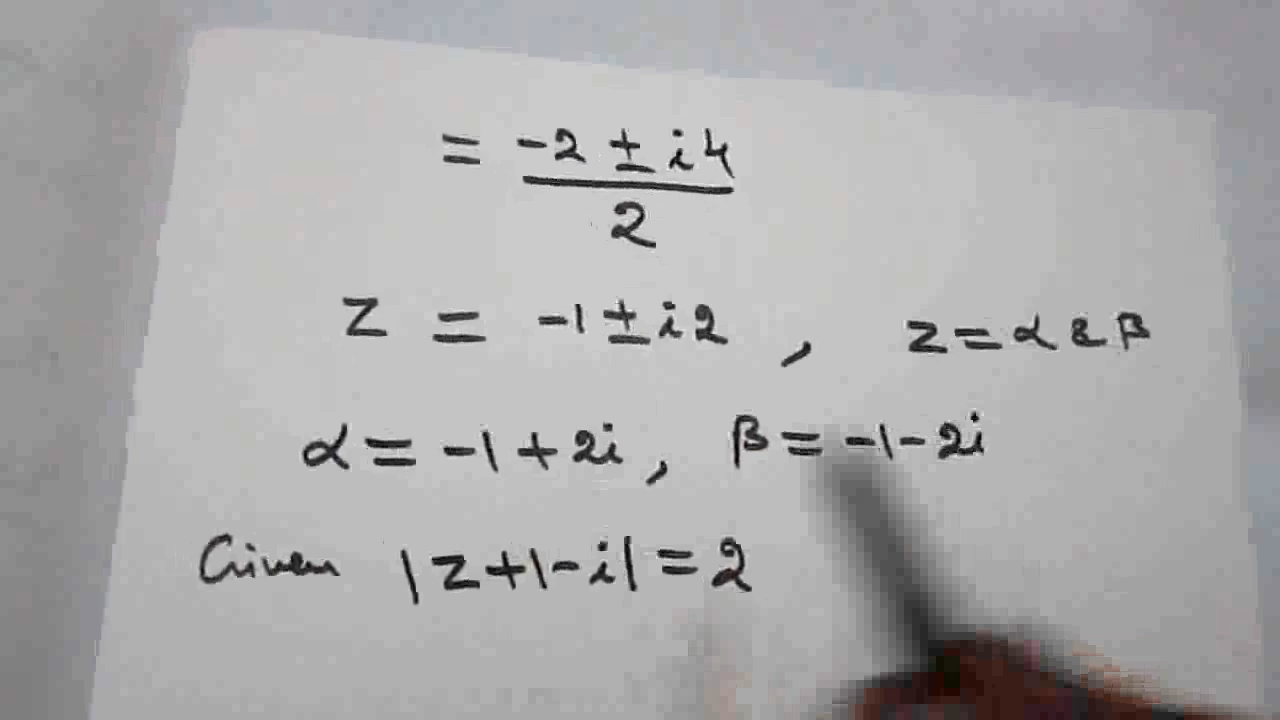 = -2 ± i4
2
z = -1 ± i2 , z = α & β
α = -1 + 2i , β = -1 - 2i
Given |z+1-i| = 2